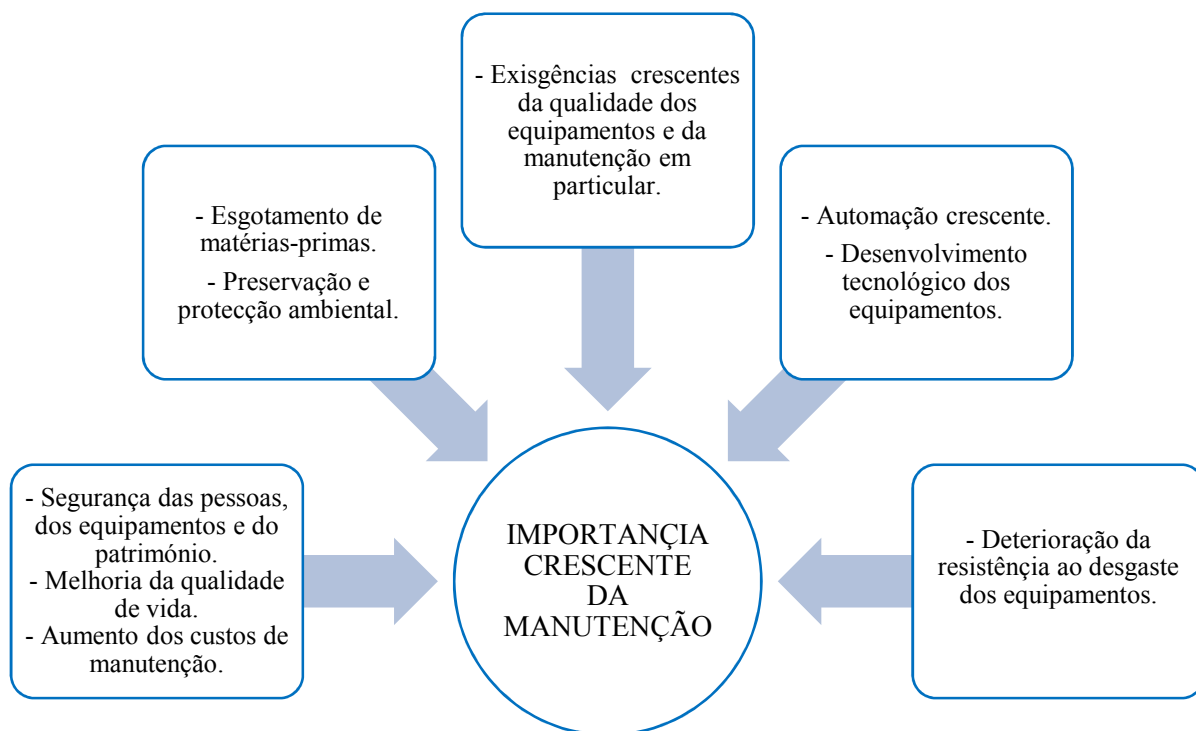 - Exisgências crescentes
da qualidade dos
equipamentos e da
manutenção em
particular.
- Esgotamento de
matérias-primas.
- Preservação e
protecção ambiental.
- Automação crescente.
- Desenvolvimento
tecnológico dos
equipamentos.
- Segurança das pessoas,
dos equipamentos e do
património.
- Melhoria da qualidade
de vida.
- Aumento dos custos de
manutenção.
IMPORTANÇIA
CRESCENTE
DA
MANUTENÇÃO
- Deterioração da
resistênçia ao desgaste
dos equipamentos.